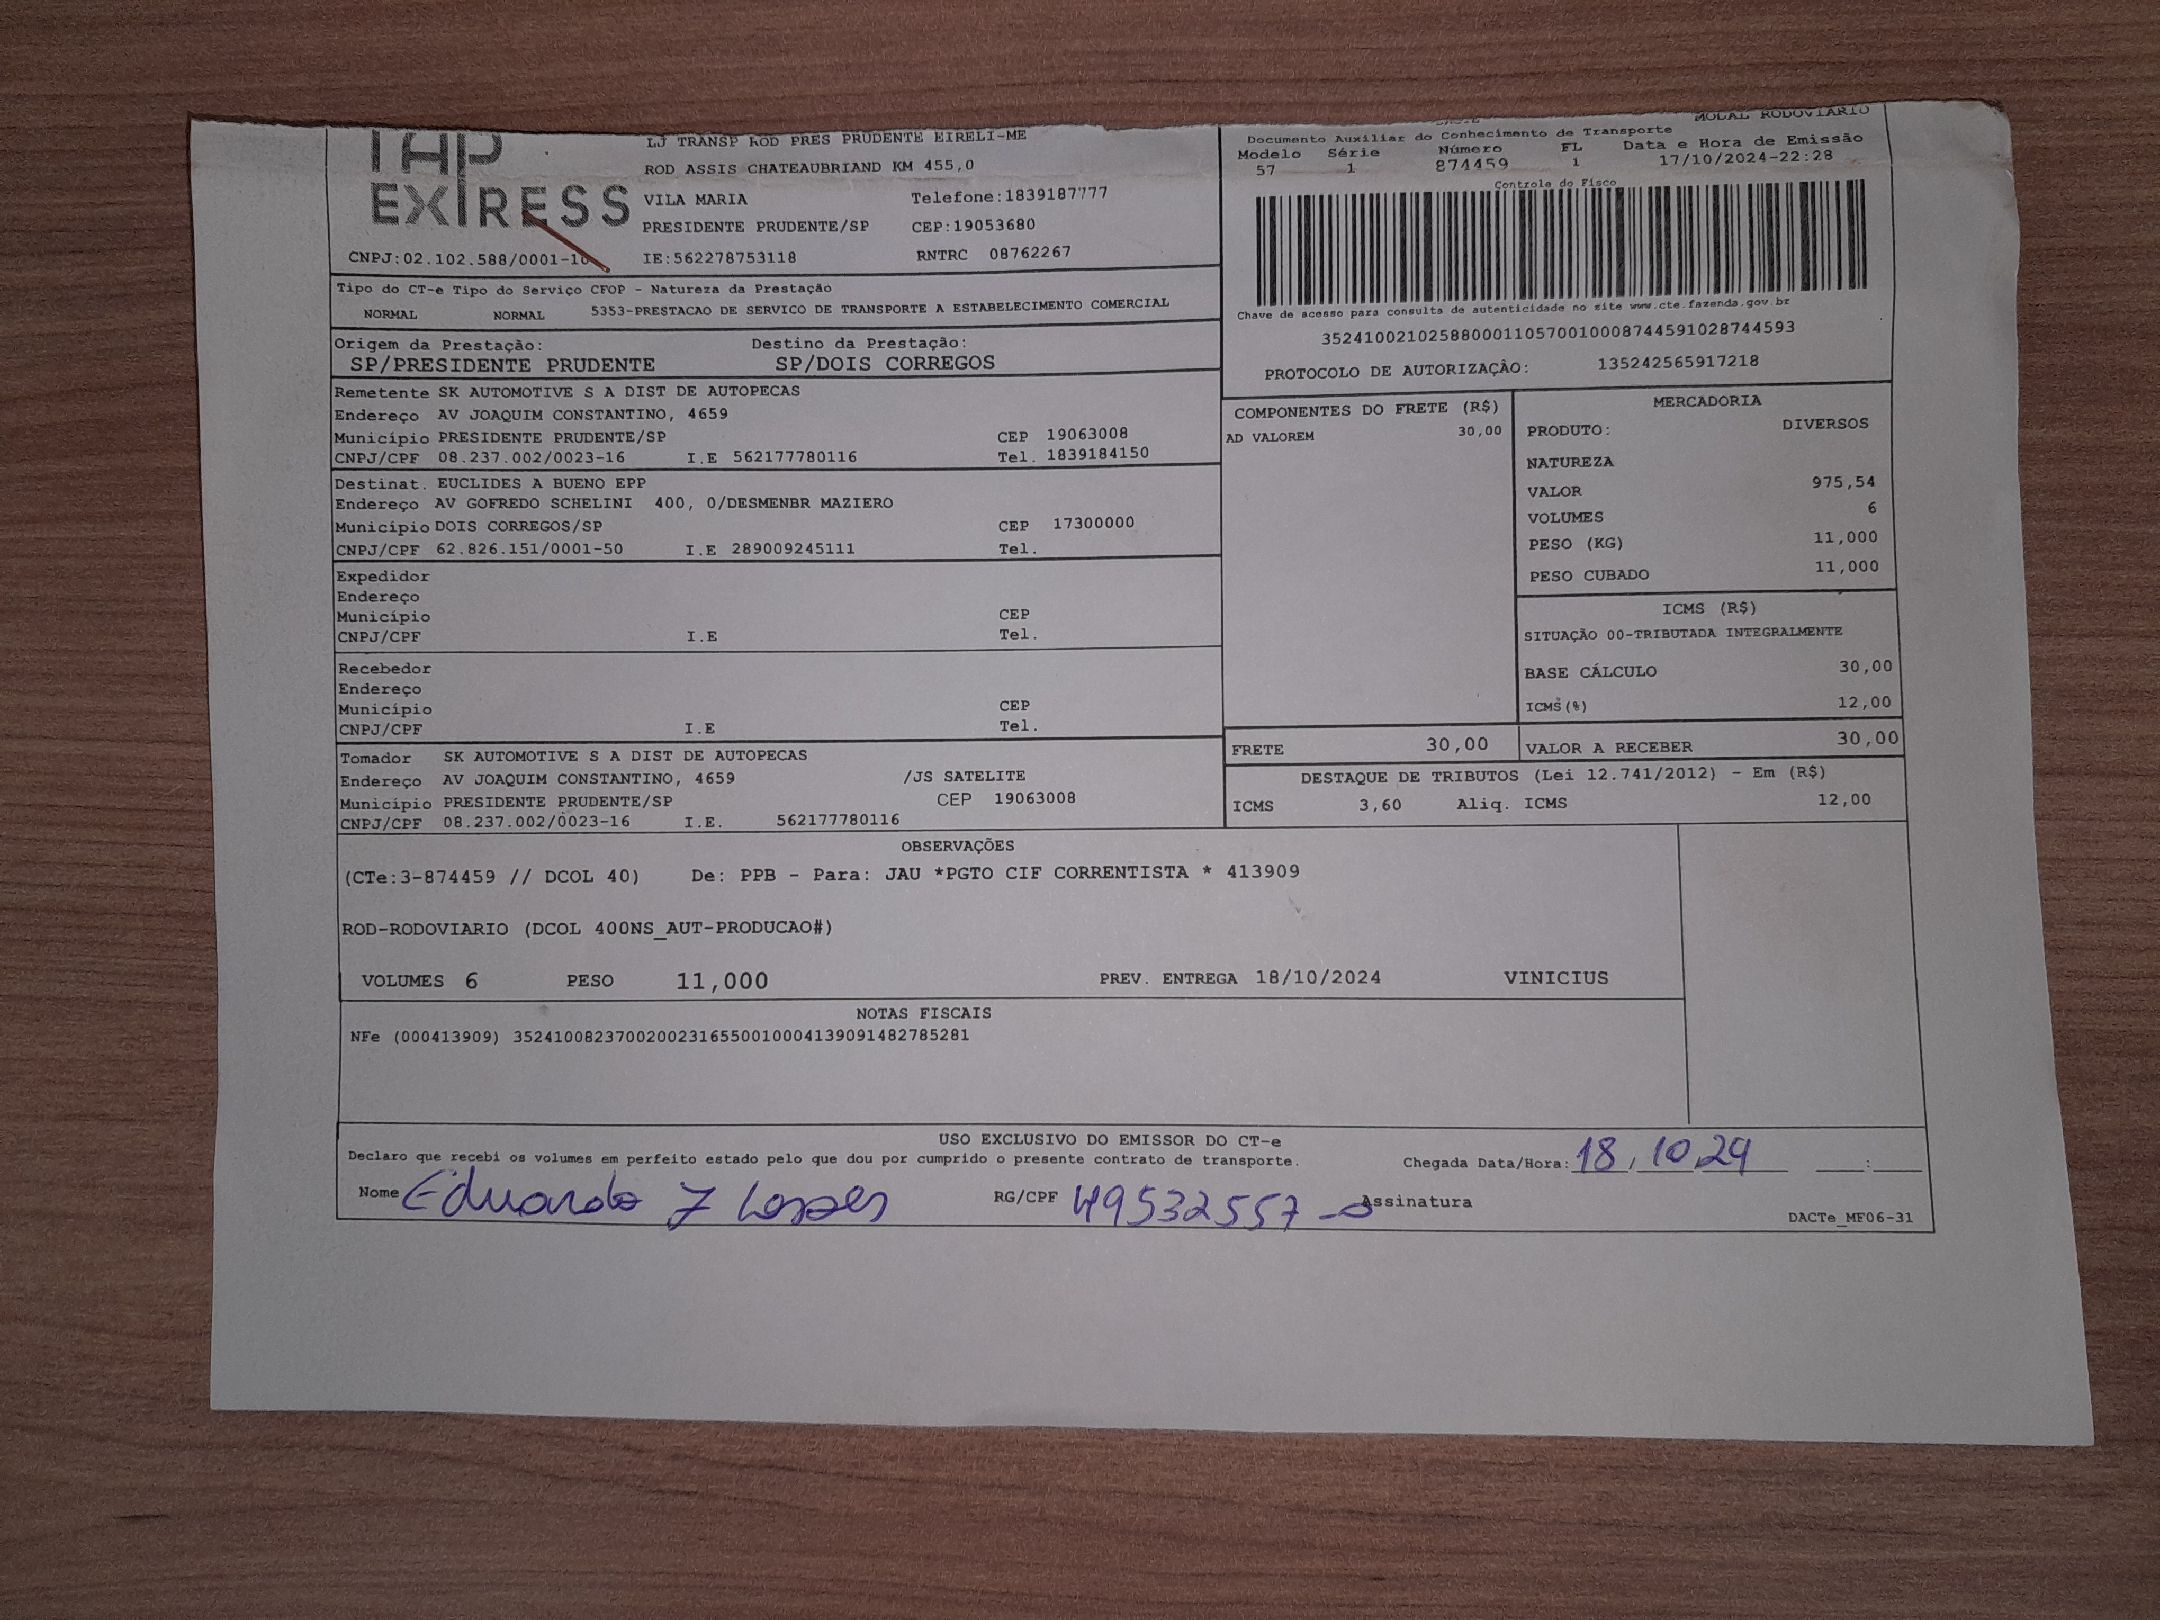 TAP
EXPRESS
LJ TRANSP ROD PRES PRUDENTE EIRELI-ME
ROD ASSIS CHATEAUBRIAND KM 455,0
VILA MARIA Telefone:1839187777
PRESIDENTE PRUDENTE/SP CEP:19053680
CNPJ:02.102.588/0001-10 IE:562278753118 RNTRC 08762267
MODAL RODOVIÁRIO
Documento Auxiliar do Conhecimento de Transporte
Modelo Série Número FL Data e Hora de Emissão
57 1 874459 1 17/10/2024-22:28
Controle do Fisco
Chave de acesso para consulta de autenticidade no site www.cte.fazenda.gov.br
35241002102588000110570010008744591028744593
PROTOCOLO DE AUTORIZAÇÃO: 135242565917218
Tipo do CT-e Tipo do Serviço CFOP - Natureza da Prestação
NORMAL NORMAL 5353-PRESTACAO DE SERVICO DE TRANSPORTE A ESTABELECIMENTO COMERCIAL
Origem da Prestação: Destino da Prestação:
SP/PRESIDENTE PRUDENTE SP/DOIS CORREGOS
Remetente SK AUTOMOTIVE S A DIST DE AUTOPECAS
Endereço AV JOAQUIM CONSTANTINO, 4659
Município PRESIDENTE PRUDENTE/SP CEP 19063008
CNPJ/CPF 08.237.002/0023-16 I.E 562177780116 Tel. 1839184150
Destinat. EUCLIDES A BUENO EPP
Endereço AV GOFREDO SCHELINI 400, 0/DESMENBR MAZIERO
Município DOIS CORREGOS/SP CEP 17300000
CNPJ/CPF 62.826.151/0001-50 I.E 289009245111 Tel.
Expedidor
Endereço
Município CEP
CNPJ/CPF I.E Tel.
Recebedor
Endereço
Município CEP
CNPJ/CPF I.E Tel.
Tomador SK AUTOMOTIVE S A DIST DE AUTOPECAS
Endereço AV JOAQUIM CONSTANTINO, 4659 /JS SATELITE
Município PRESIDENTE PRUDENTE/SP CEP 19063008
CNPJ/CPF 08.237.002/0023-16 I.E. 562177780116
COMPONENTES DO FRETE (R$)
AD VALOREM 30,00
MERCADORIA
PRODUTO: DIVERSOS
NATUREZA
VALOR 975,54
VOLUMES 6
PESO (KG) 11,000
PESO CUBADO 11,000
ICMS (R$)
SITUAÇÃO 00-TRIBUTADA INTEGRALMENTE
BASE CÁLCULO 30,00
ICMS(%) 12,00
FRETE 30,00 VALOR A RECEBER 30,00
DESTAQUE DE TRIBUTOS (Lei 12.741/2012) - Em (R$)
ICMS 3,60 Aliq. ICMS 12,00
OBSERVAÇÕES
(CTe:3-874459 // DCOL 40) De: PPB - Para: JAU *PGTO CIF CORRENTISTA * 413909
ROD-RODOVIARIO (DCOL 400NS_AUT-PRODUCAO#)
VOLUMES 6 PESO 11,000 PREV. ENTREGA 18/10/2024 VINICIUS
NOTAS FISCAIS
NFe (000413909) 35241008237002002316550010004139091482785281
USO EXCLUSIVO DO EMISSOR DO CT-e
Declaro que recebi os volumes em perfeito estado pelo que dou por cumprido o presente contrato de transporte. Chegada Data/Hora: 18,10,24 :
Nome Eduardo 7 Lopes RG/CPF 49532557-0 Assinatura
DACTe_MF06-31